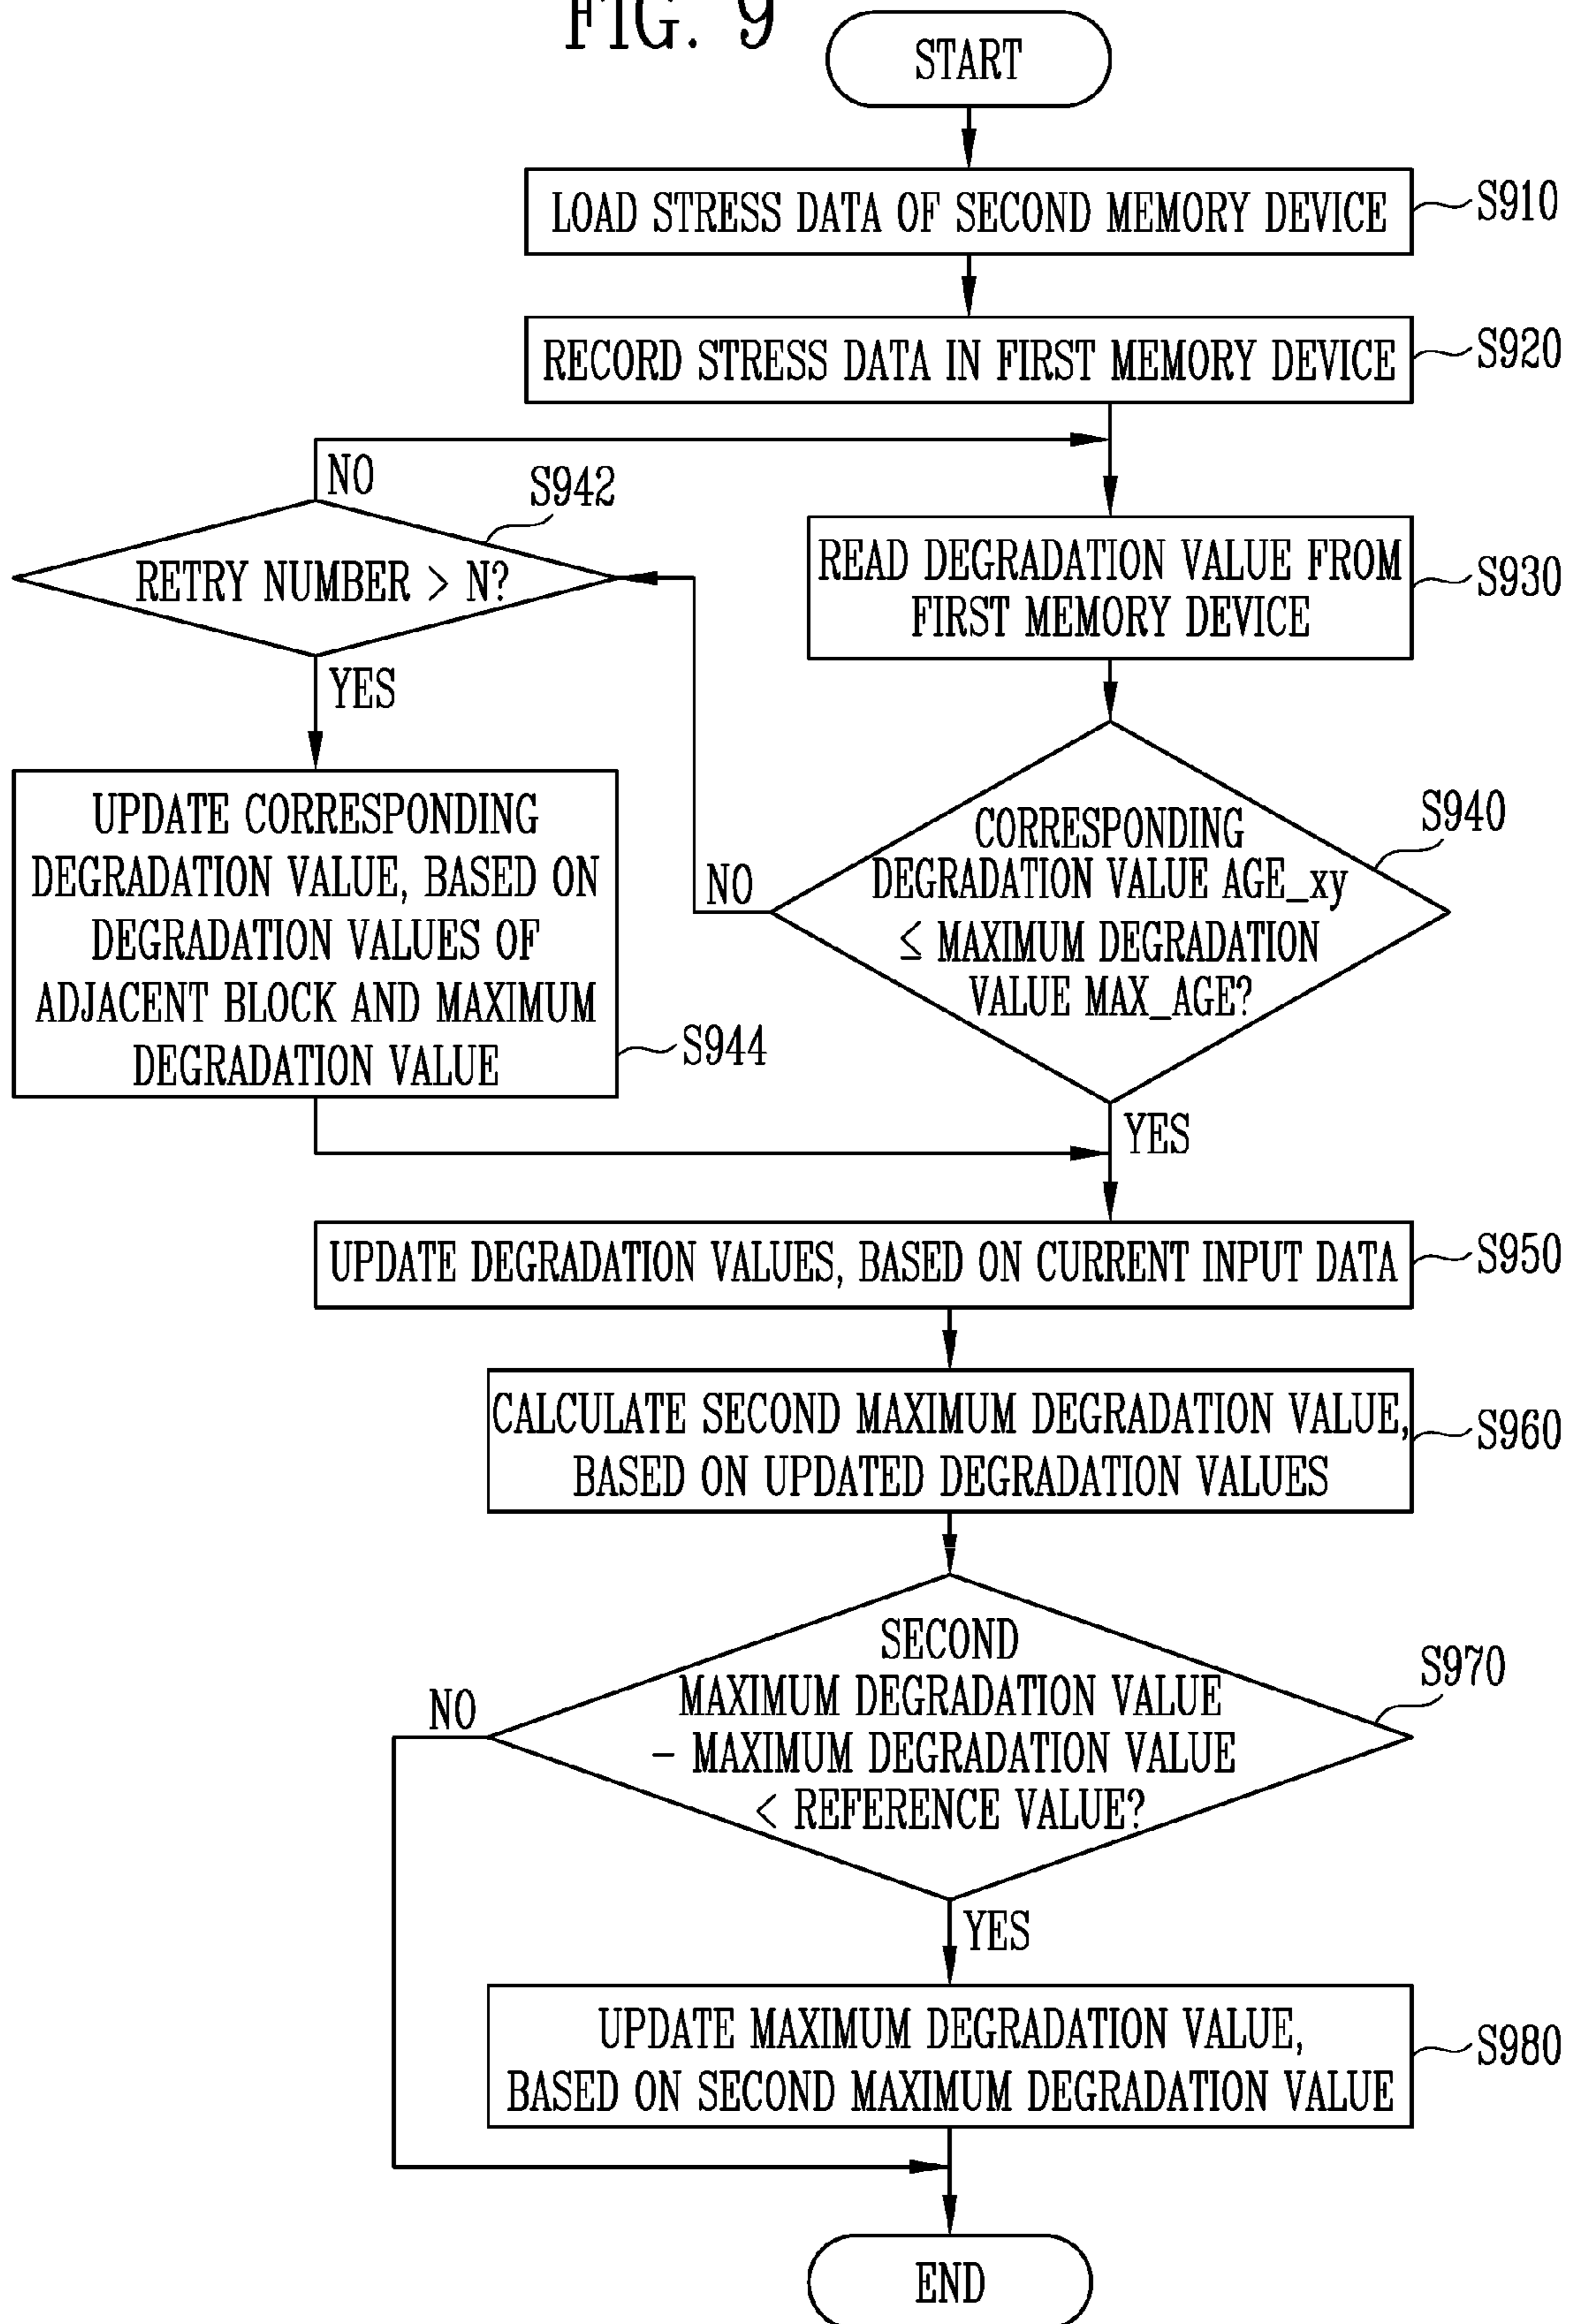 FIG. 9
START
LOAD STRESS DATA OF SECOND MEMORY DEVICE
S910
RECORD STRESS DATA IN FIRST MEMORY DEVICE
S920
NO
S942
RETRY NUMBER > N?
READ DEGRADATION VALUE FROM
FIRST MEMORY DEVICE
S930
YES
UPDATE CORRESPONDING
DEGRADATION VALUE, BASED ON
DEGRADATION VALUES OF
ADJACENT BLOCK AND MAXIMUM
DEGRADATION VALUE
S944
NO
CORRESPONDING
DEGRADATION VALUE AGE_xy
≤ MAXIMUM DEGRADATION
VALUE MAX_AGE?
S940
YES
UPDATE DEGRADATION VALUES, BASED ON CURRENT INPUT DATA
S950
CALCULATE SECOND MAXIMUM DEGRADATION VALUE,
BASED ON UPDATED DEGRADATION VALUES
S960
SECOND
MAXIMUM DEGRADATION VALUE
– MAXIMUM DEGRADATION VALUE
< REFERENCE VALUE?
S970
NO
YES
UPDATE MAXIMUM DEGRADATION VALUE,
BASED ON SECOND MAXIMUM DEGRADATION VALUE
S980
END